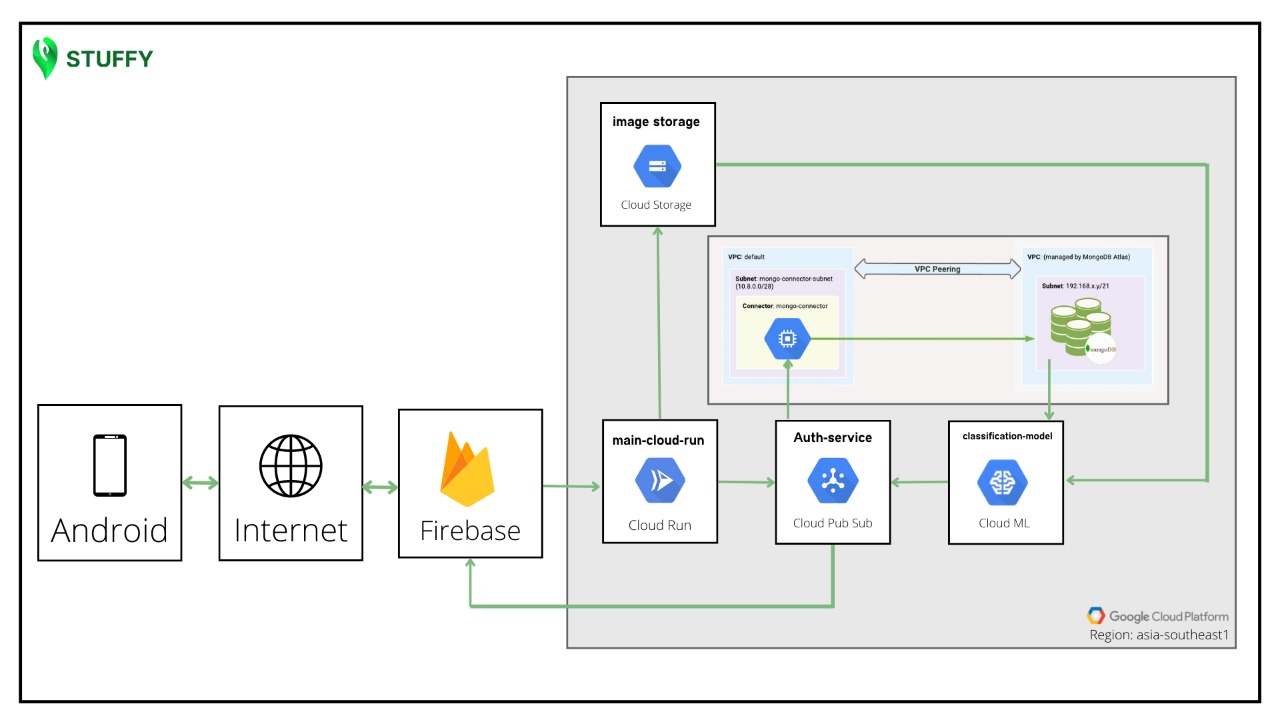 STUFFY
image storage
Cloud Storage
VPC: default
VPC Peering
VPC: (managed by MongoDB Atlas)
Subnet: mongo-connector-subnet
(10.8.0.0/28)
Subnet: 192.168.x.y/21
Connector: mongo-connector
mongoDB
Android
Internet
Firebase
main-cloud-run
Cloud Run
Auth-service
Cloud Pub Sub
classification-model
Cloud ML
Google Cloud Platform
Region: asia-southeast1